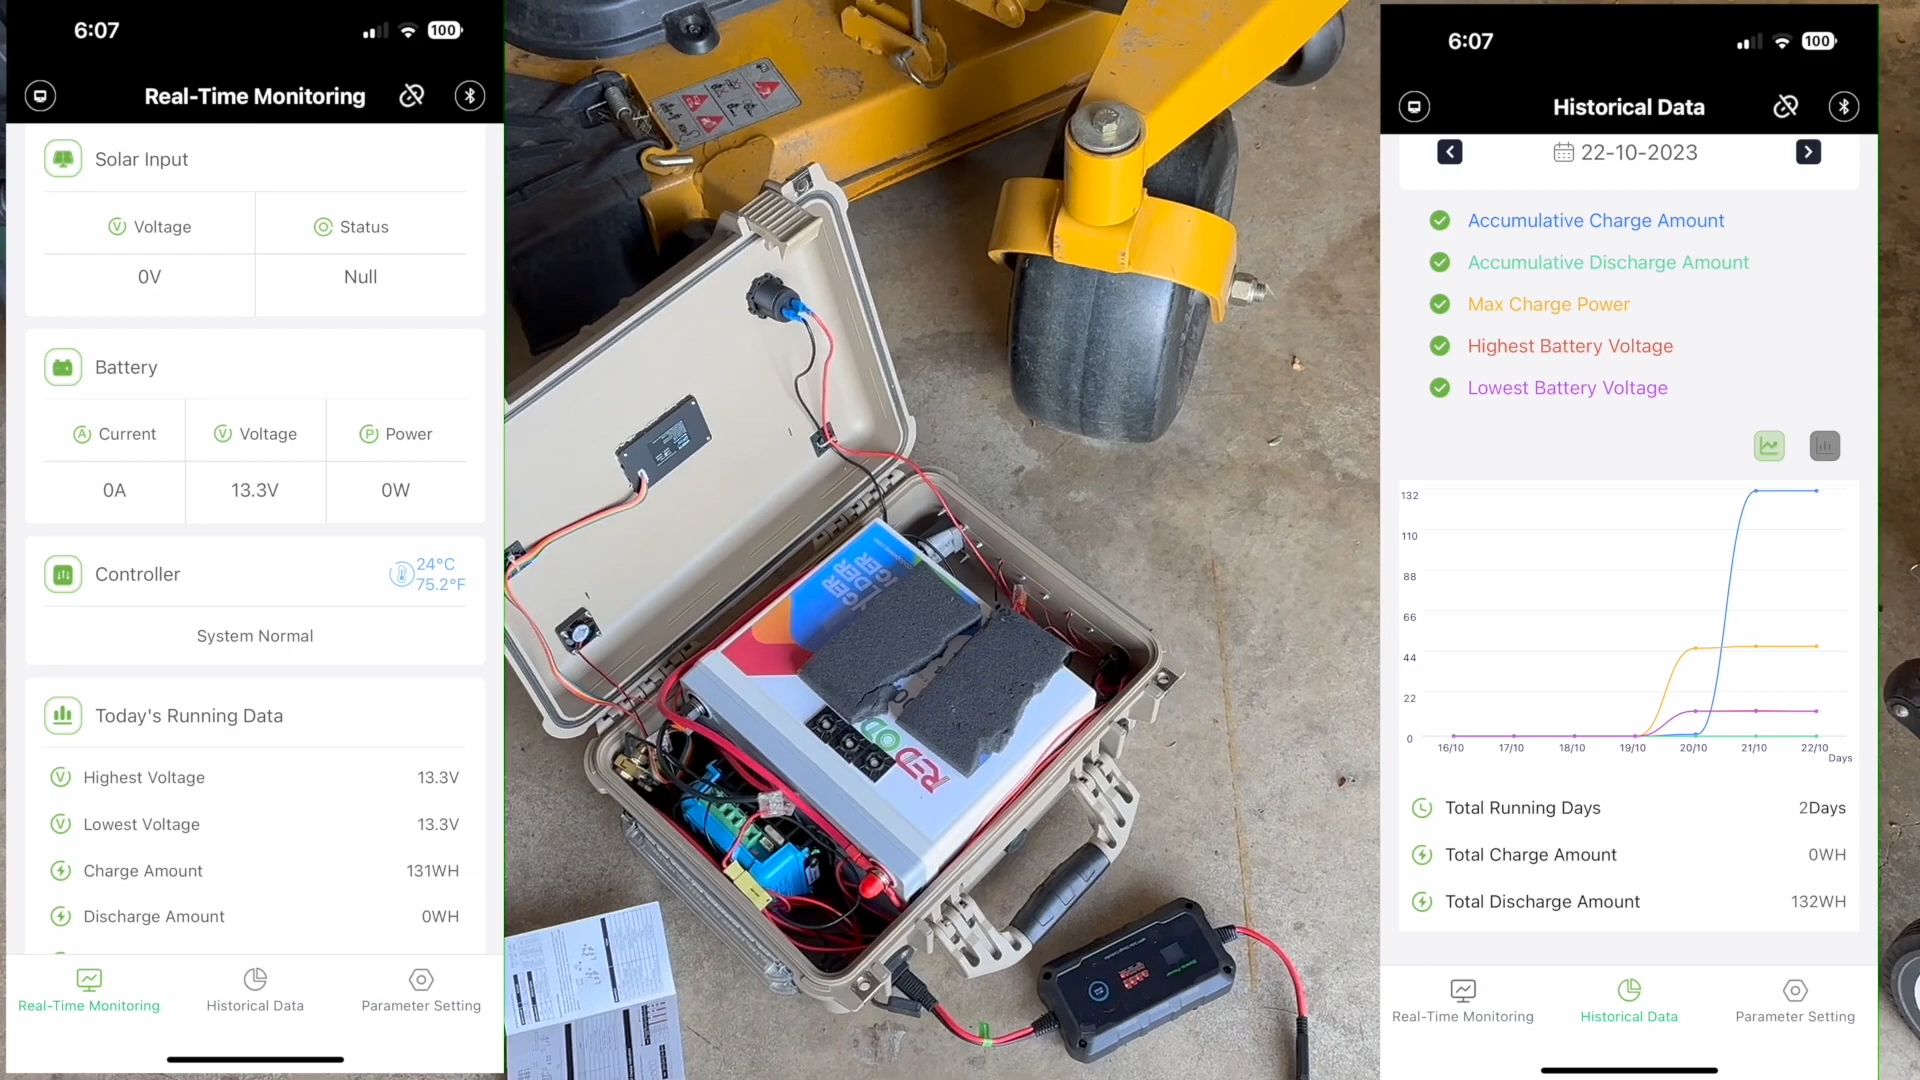 6:07
100
Real-Time Monitoring
Solar Input
Voltage
Status
0V
Null
Battery
Current
Voltage
Power
0A
13.3V
0W
Controller
24°C
75.2°F
System Normal
Today's Running Data
Highest Voltage
13.3V
Lowest Voltage
13.3V
Charge Amount
131WH
Discharge Amount
0WH
Real-Time Monitoring
Historical Data
Parameter Setting
REDODO
6:07
100
Historical Data
22-10-2023
Accumulative Charge Amount
Accumulative Discharge Amount
Max Charge Power
Highest Battery Voltage
Lowest Battery Voltage
132
110
88
66
44
22
0
16/10
17/10
18/10
19/10
20/10
21/10
22/10
Days
Total Running Days
2Days
Total Charge Amount
0WH
Total Discharge Amount
132WH
Real-Time Monitoring
Historical Data
Parameter Setting